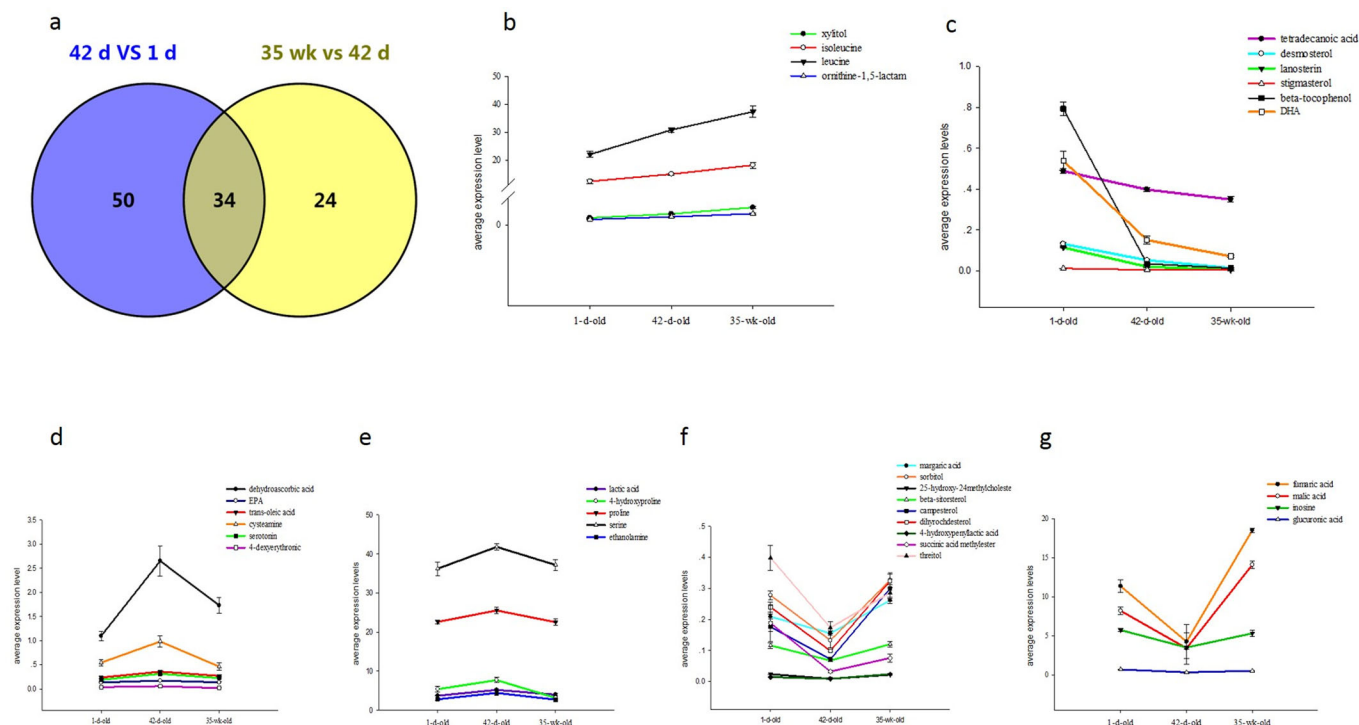 a
42 d VS 1 d
35 wk vs 42 d
50
34
24
b
xylitol
isoleucine
leucine
ornithine-1,5-lactam
average expression level
50
40
30
20
0
1-d-old
42-d-old
35-wk-old
c
tetradecanoic acid
desmosterol
lanosterin
stigmasterol
beta-tocophenol
DHA
average expression levels
1.0
.8
.6
.4
.2
0.0
1-d-old
42-d-old
35-wk-old
d
dehydroascorbic acid
EPA
trans-oleic acid
cysteamine
serotonin
4-dexyerythronic
average expression levels
3.5
3.0
2.5
2.0
1.5
1.0
.5
0.0
1-d-old
42-d-old
35-wk-old
e
lactic acid
4-hydroxyproline
proline
serine
ethanolamine
average expression levels
50
40
30
20
10
0
1-d-old
42-d-old
35-wk-old
f
margaric acid
sorbitol
25-hydroxy-24methylcholeste
beta-sitorsterol
campesterol
dihyrochdesterol
4-hydroxypenyllactic acid
succinic acid methylester
threitol
average expression levels
.5
.4
.3
.2
.1
0.0
1-d-old
42-d-old
35-wk-old
g
fumaric acid
malic acid
inosine
glucuronic acid
average expression levels
20
15
10
5
0
1-d-old
42-d-old
35-wk-old